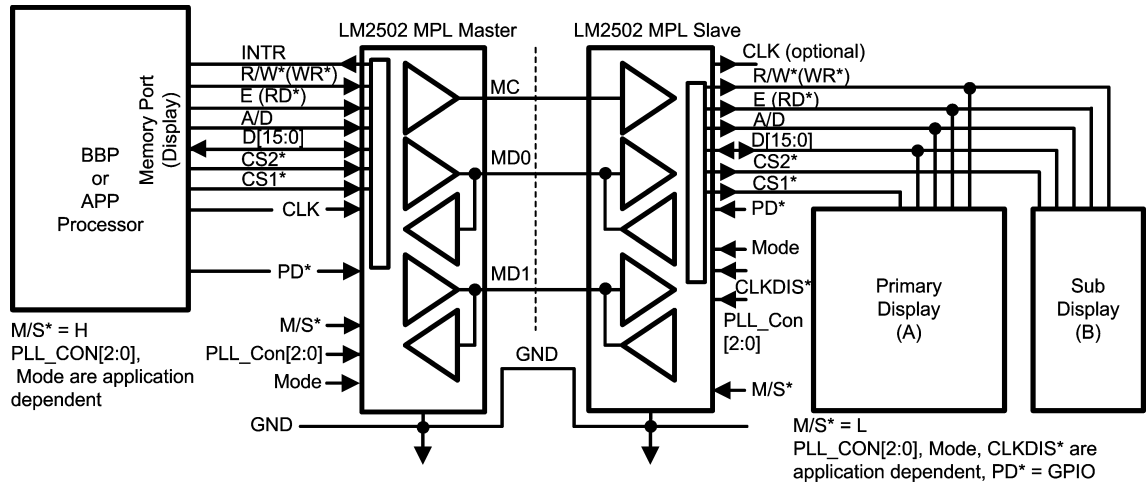 LM2502 MPL Master
LM2502 MPL Slave
BBP
or
APP
Processor
Memory Port
(Display)
INTR
R/W*(WR*)
E (RD*)
A/D
D[15:0]
CS2*
CS1*
CLK
PD*
M/S*
PLL_Con[2:0]
Mode
GND
M/S* = H
PLL_CON[2:0],
Mode are application
dependent
MC
MD0
MD1
GND
CLK (optional)
R/W*(WR*)
E (RD*)
A/D
D[15:0]
CS2*
CS1*
PD*
Mode
CLKDIS*
PLL_Con
[2:0]
M/S*
Primary
Display
(A)
Sub
Display
(B)
M/S* = L
PLL_CON[2:0], Mode, CLKDIS* are
application dependent, PD* = GPIO